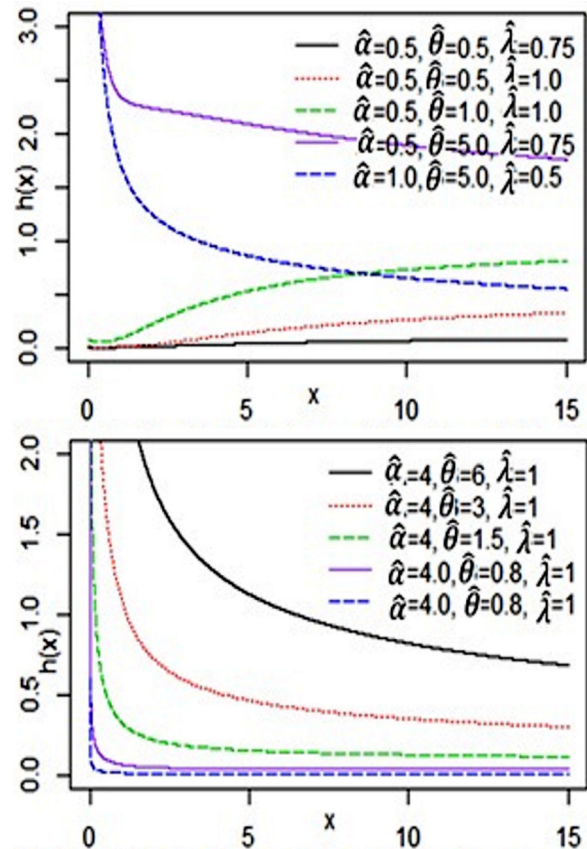 3.0
2.0
1.0
0.0
h(x)
α̂=0.5, θ̂=0.5, λ̂=0.75
α̂=0.5, θ̂=0.5, λ̂=1.0
α̂=0.5, θ̂=1.0, λ̂=1.0
α̂=0.5, θ̂=5.0, λ̂=0.75
α̂=1.0, θ̂=5.0, λ̂=0.5
0 5 10 15
x
2.0
1.5
1.0
0.5
0.0
h(x)
α̂=4, θ̂=6, λ̂=1
α̂=4, θ̂=3, λ̂=1
α̂=4, θ̂=1.5, λ̂=1
α̂=4.0, θ̂=0.8, λ̂=1
α̂=4.0, θ̂=0.8, λ̂=1
0 5 10 15
x